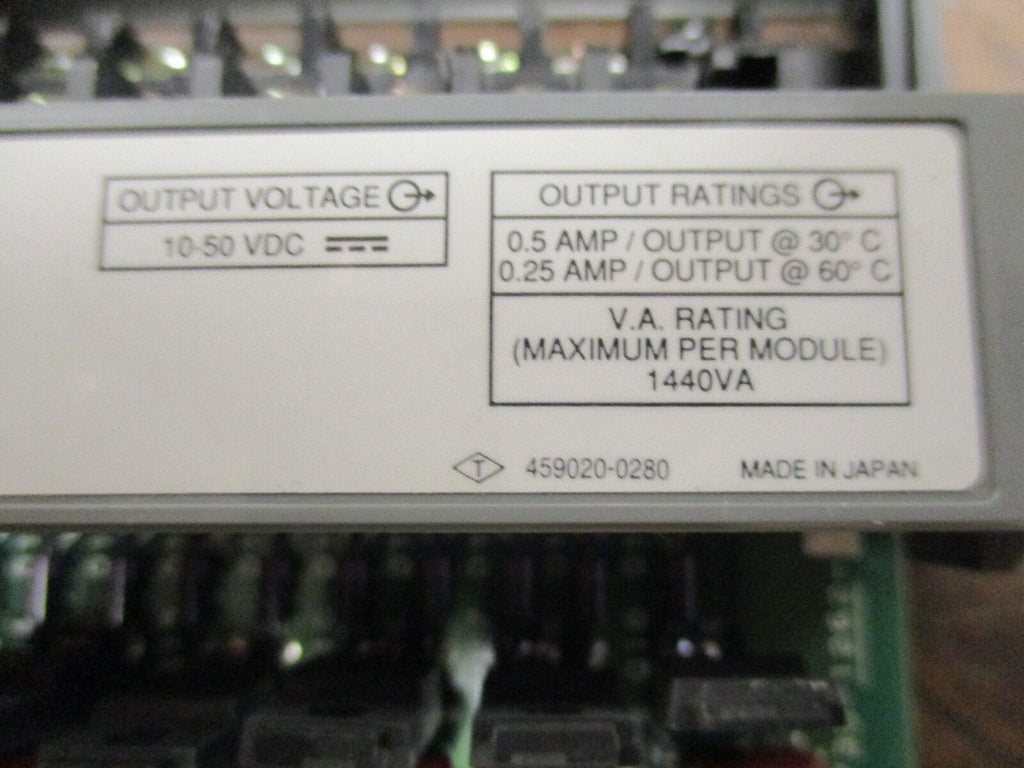 OUTPUT VOLTAGE
10-50 VDC
OUTPUT RATINGS
0.5 AMP / OUTPUT @ 30° C
0.25 AMP / OUTPUT @ 60° C
V.A. RATING
(MAXIMUM PER MODULE)
1440VA
T 459020-0280
MADE IN JAPAN